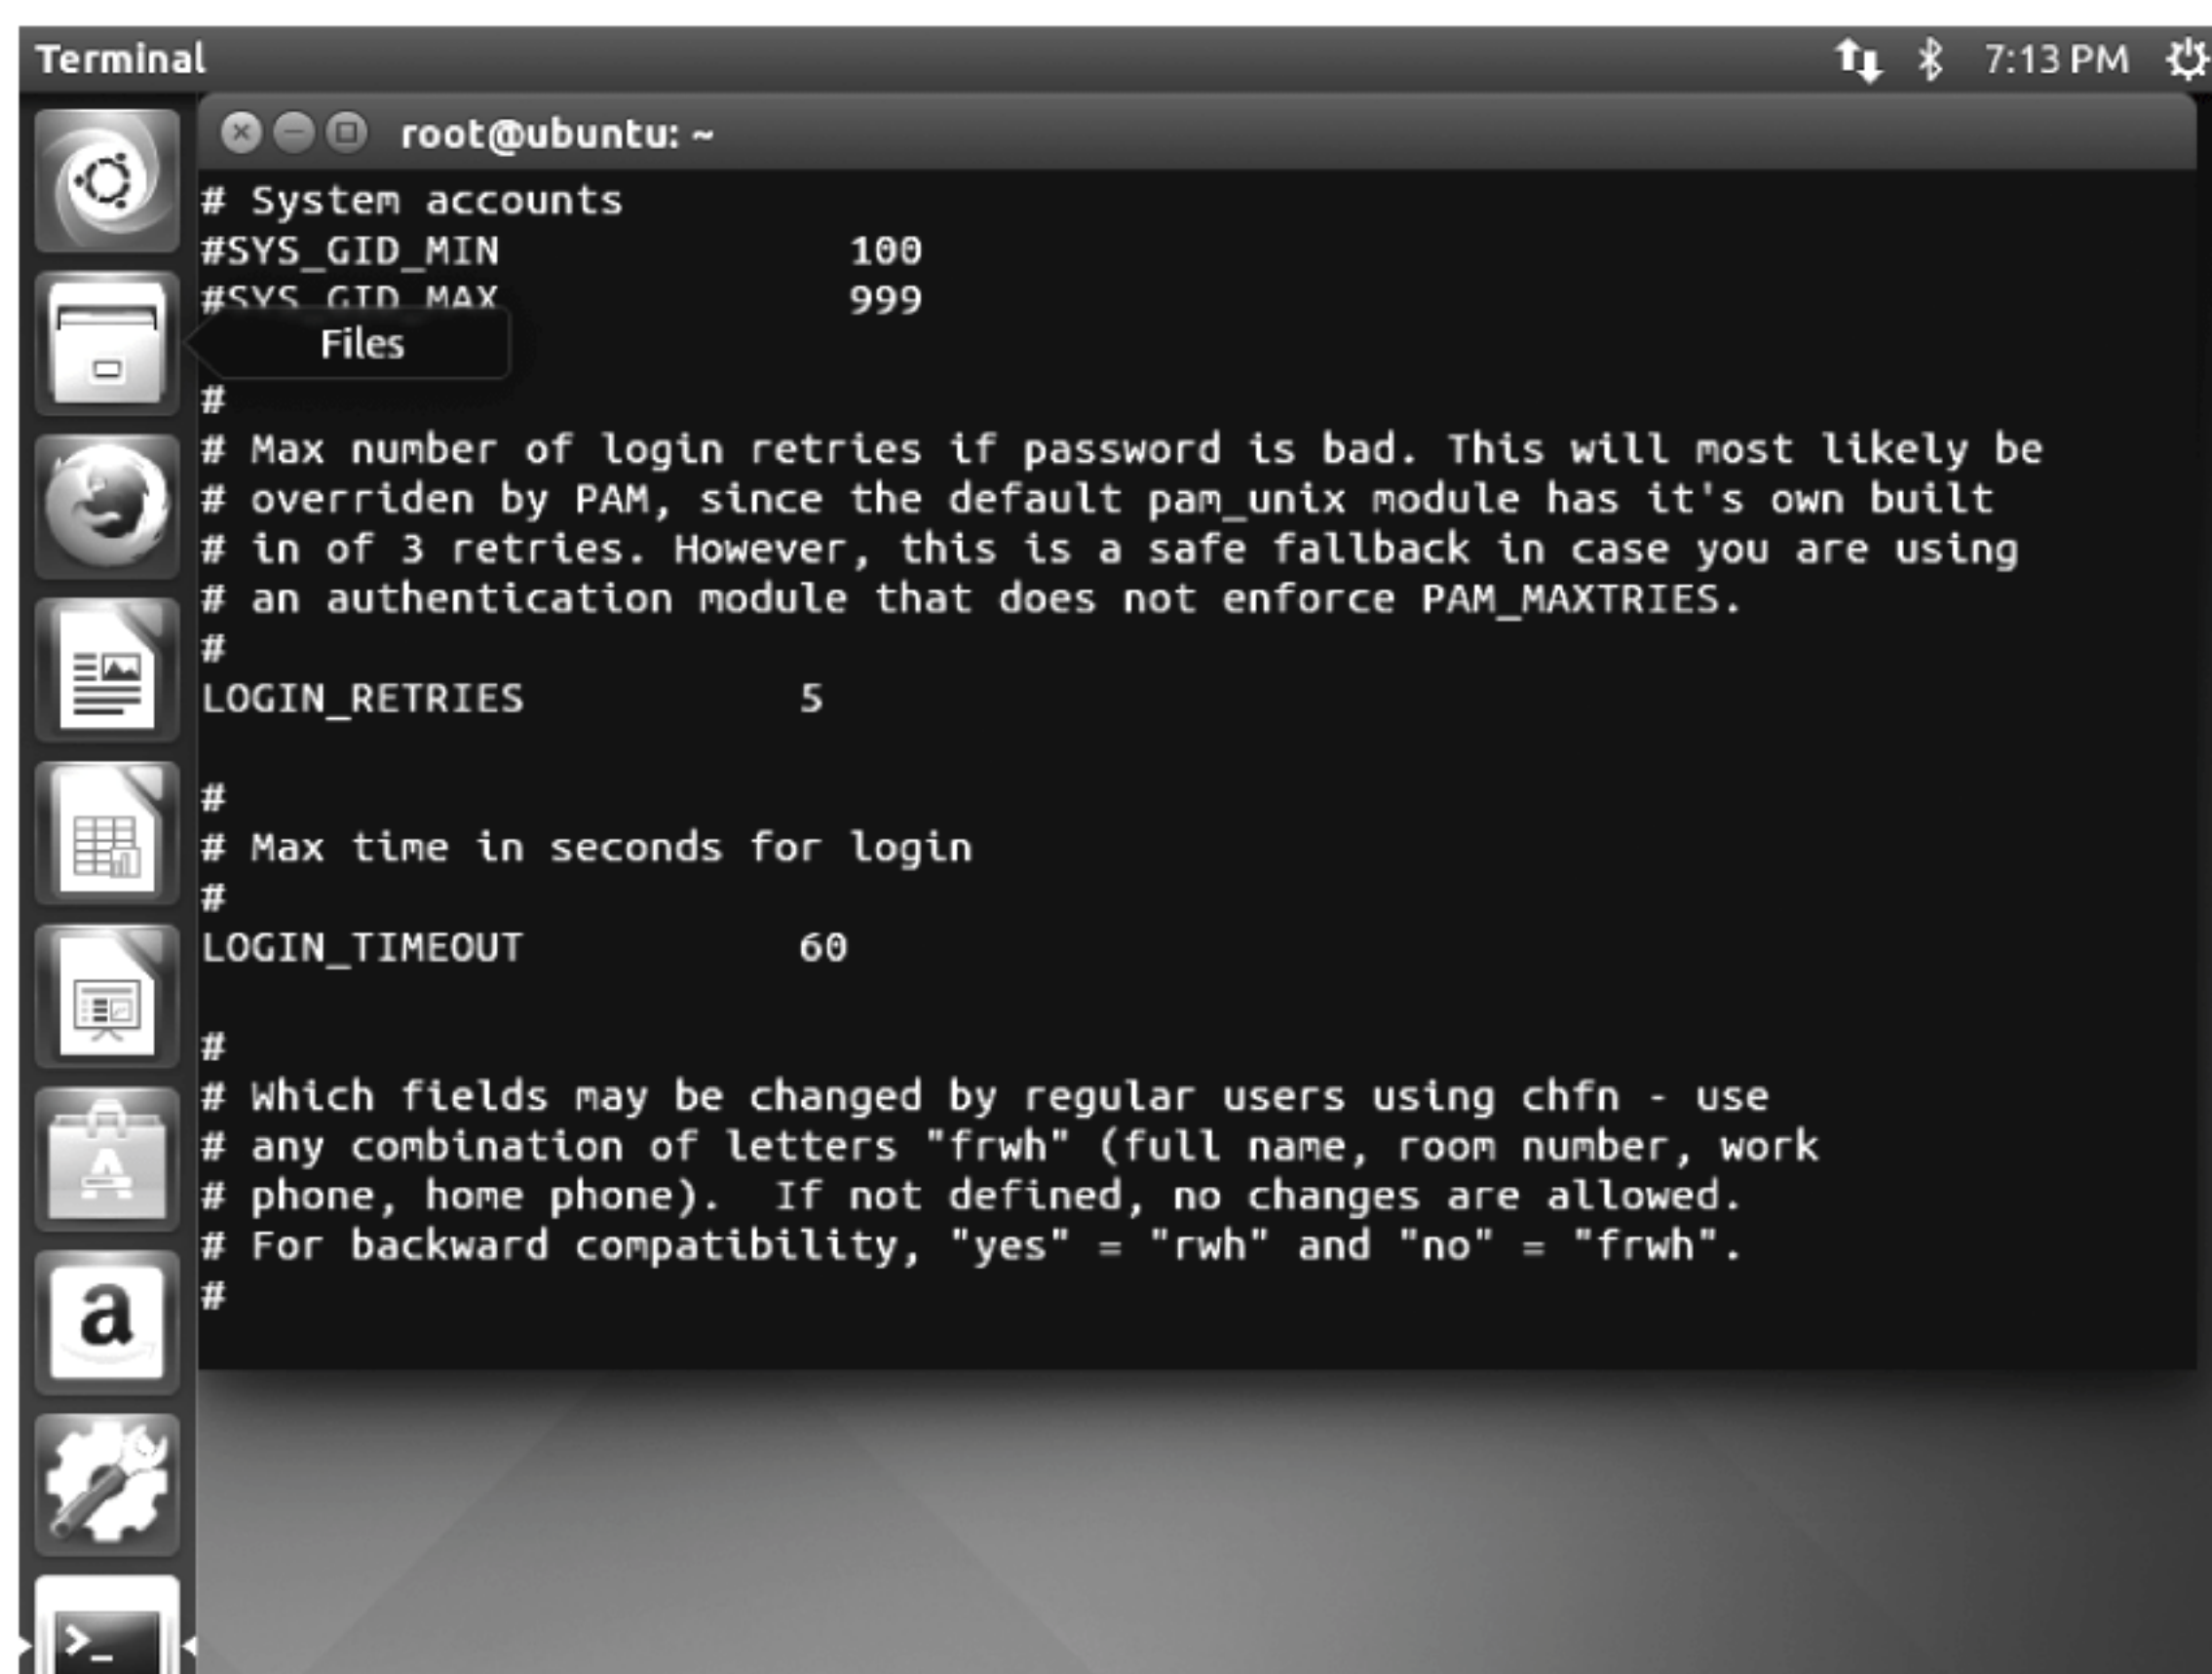 Terminal
7:13 PM
root@ubuntu: ~
# System accounts
#SYS_GID_MIN 100
#SYS_GID_MAX 999
Files
#
# Max number of login retries if password is bad. This will most likely be
# overriden by PAM, since the default pam_unix module has it's own built
# in of 3 retries. However, this is a safe fallback in case you are using
# an authentication module that does not enforce PAM_MAXTRIES.
#
LOGIN_RETRIES 5
#
# Max time in seconds for login
#
LOGIN_TIMEOUT 60
#
# Which fields may be changed by regular users using chfn - use
# any combination of letters "frwh" (full name, room number, work
# phone, home phone).  If not defined, no changes are allowed.
# For backward compatibility, "yes" = "rwh" and "no" = "frwh".
#
a
>_